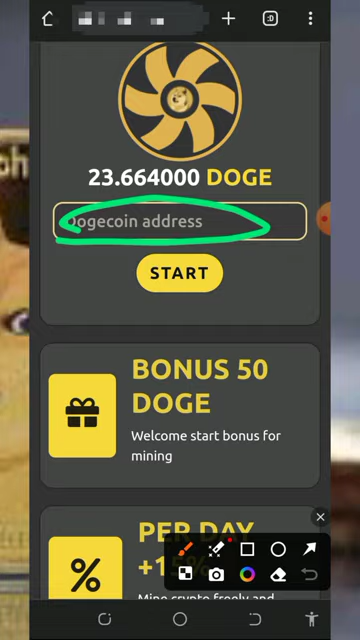 :D
23.664000 DOGE
Dogecoin address
START
BONUS 50
DOGE
Welcome start bonus for
mining
PER DAY
%
Mine crypto freely and